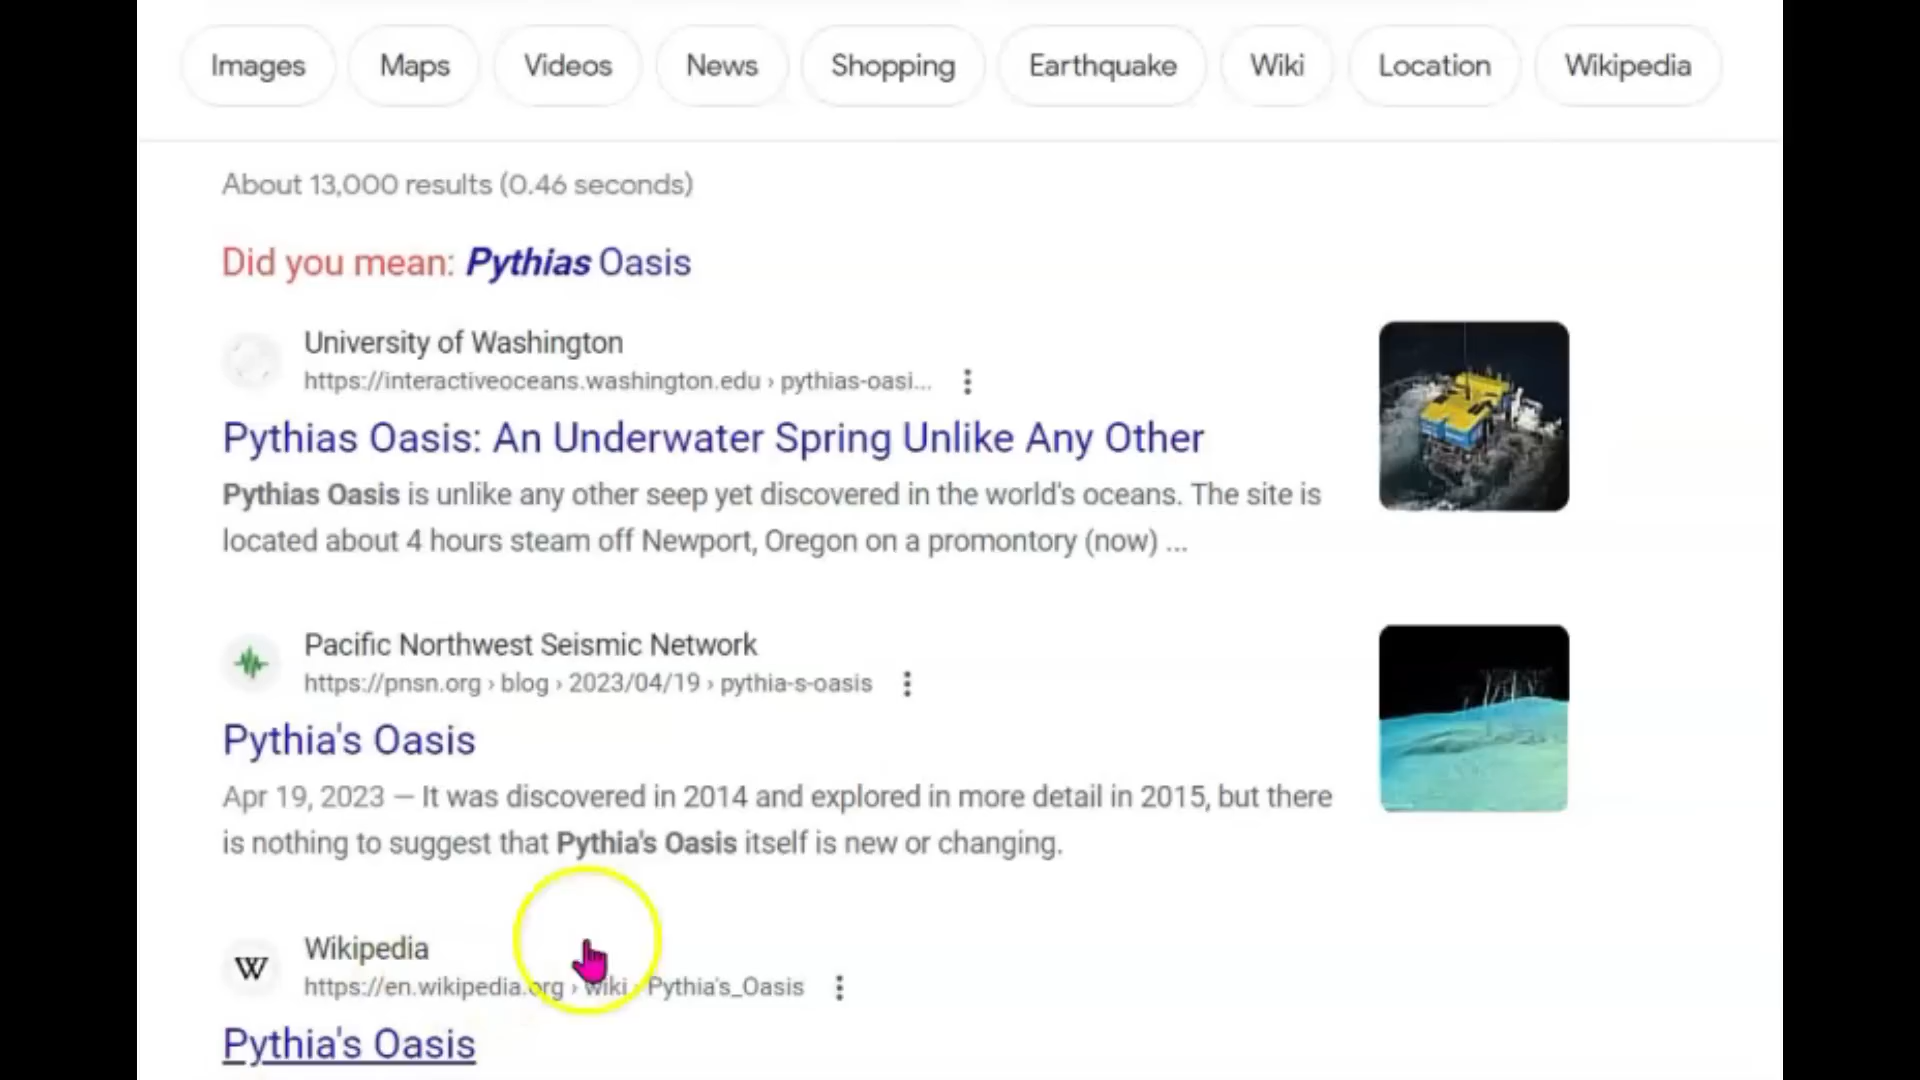 Images Maps Videos News Shopping Earthquake Wiki Location Wikipedia
About 13,000 results (0.46 seconds)
Did you mean: Pythias Oasis
University of Washington
https://interactiveoceans.washington.edu › pythias-oasi...
Pythias Oasis: An Underwater Spring Unlike Any Other
Pythias Oasis is unlike any other seep yet discovered in the world's oceans. The site is
located about 4 hours steam off Newport, Oregon on a promontory (now) ...
Pacific Northwest Seismic Network
https://pnsn.org › blog › 2023/04/19 › pythia-s-oasis
Pythia's Oasis
Apr 19, 2023 — It was discovered in 2014 and explored in more detail in 2015, but there
is nothing to suggest that Pythia's Oasis itself is new or changing.
W
Wikipedia
https://en.wikipedia.org › wiki › Pythia's_Oasis
Pythia's Oasis